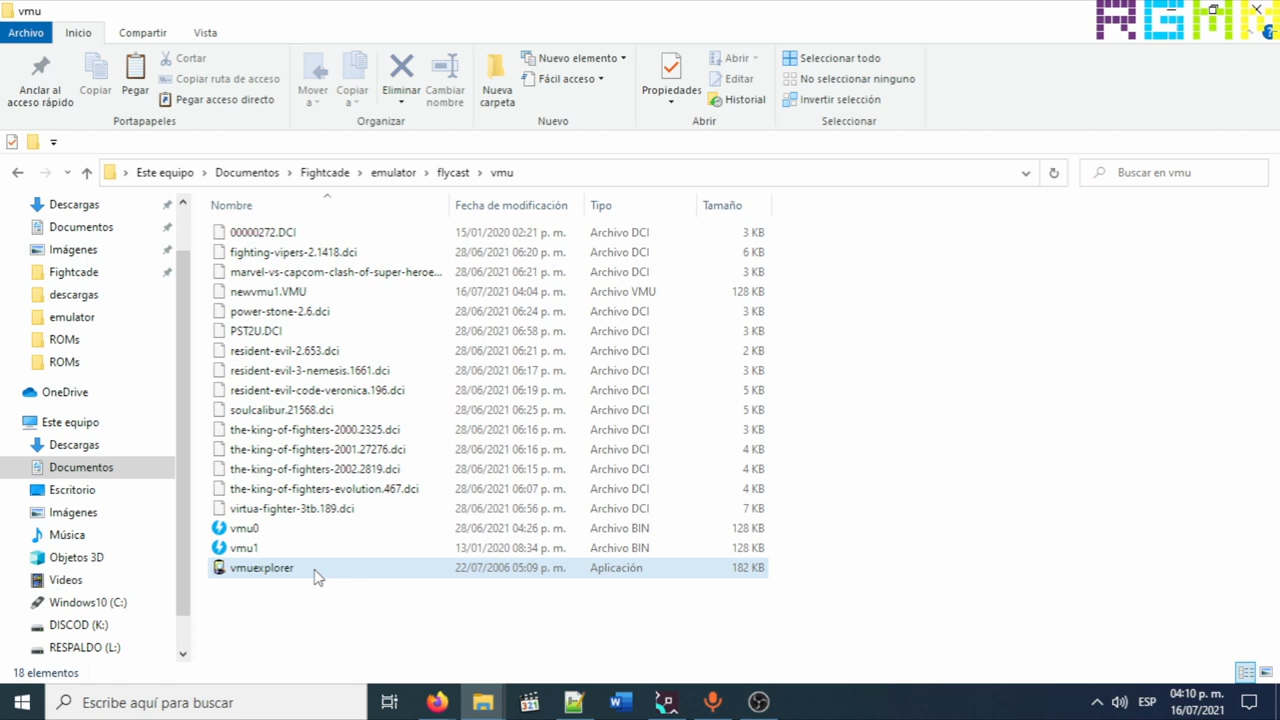 vmu
RGMN
Archivo Inicio Compartir Vista
Anclar al acceso rápido
Copiar
Pegar
Cortar
Copiar ruta de acceso
Pegar acceso directo
Portapapeles
Mover a
Copiar a
Eliminar
Cambiar nombre
Organizar
Nueva carpeta
Nuevo elemento
Fácil acceso
Nuevo
Propiedades
Abrir
Editar
Historial
Abrir
Seleccionar todo
No seleccionar ninguno
Invertir selección
Seleccionar
Este equipo > Documentos > Fightcade > emulator > flycast > vmu
Buscar en vmu
Descargas
Documentos
Imágenes
Fightcade
descargas
emulator
ROMs
ROMs
OneDrive
Este equipo
Descargas
Documentos
Escritorio
Imágenes
Música
Objetos 3D
Videos
Windows10 (C:)
DISCOD (K:)
RESPALDO (L:)
Nombre Fecha de modificación Tipo Tamaño
00000272.DCI 15/01/2020 02:21 p. m. Archivo DCI 3 KB
fighting-vipers-2.1418.dci 28/06/2021 06:20 p. m. Archivo DCI 6 KB
marvel-vs-capcom-clash-of-super-heroe... 28/06/2021 06:21 p. m. Archivo DCI 3 KB
newvmu1.VMU 16/07/2021 04:04 p. m. Archivo VMU 128 KB
power-stone-2.6.dci 28/06/2021 06:24 p. m. Archivo DCI 3 KB
PST2U.DCI 28/06/2021 06:58 p. m. Archivo DCI 3 KB
resident-evil-2.653.dci 28/06/2021 06:21 p. m. Archivo DCI 2 KB
resident-evil-3-nemesis.1661.dci 28/06/2021 06:17 p. m. Archivo DCI 3 KB
resident-evil-code-veronica.196.dci 28/06/2021 06:19 p. m. Archivo DCI 5 KB
soulcalibur.21568.dci 28/06/2021 06:25 p. m. Archivo DCI 5 KB
the-king-of-fighters-2000.2325.dci 28/06/2021 06:16 p. m. Archivo DCI 4 KB
the-king-of-fighters-2001.27276.dci 28/06/2021 06:16 p. m. Archivo DCI 4 KB
the-king-of-fighters-2002.2819.dci 28/06/2021 06:15 p. m. Archivo DCI 4 KB
the-king-of-fighters-evolution.467.dci 28/06/2021 06:07 p. m. Archivo DCI 4 KB
virtua-fighter-3tb.189.dci 28/06/2021 06:56 p. m. Archivo DCI 7 KB
vmu0 28/06/2021 04:26 p. m. Archivo BIN 128 KB
vmu1 13/01/2020 08:34 p. m. Archivo BIN 128 KB
vmuexplorer 22/07/2006 05:09 p. m. Aplicación 182 KB
18 elementos
Escribe aquí para buscar
321
ESP
04:10 p. m.
16/07/2021